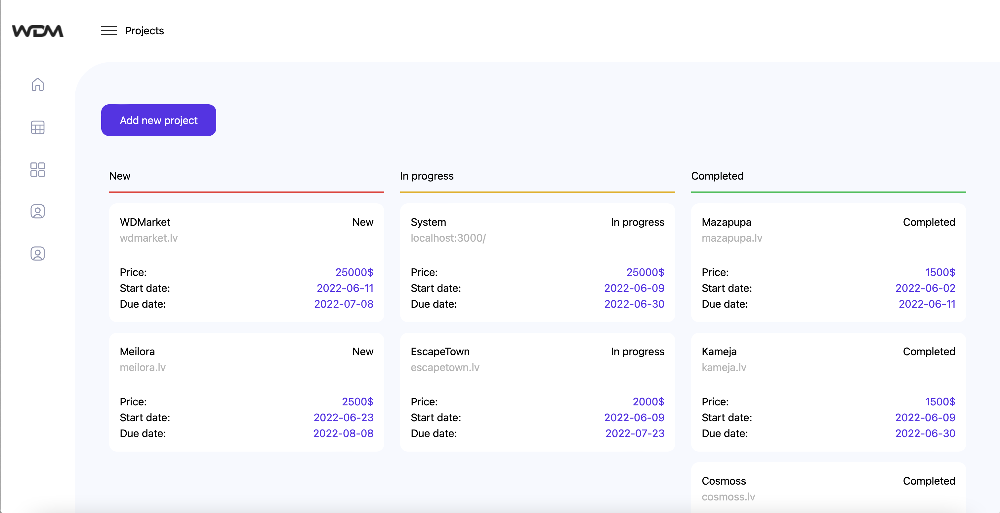 WDM
Projects
Add new project
New
WDMarket New
wdmarket.lv
Price: 25000$
Start date: 2022-06-11
Due date: 2022-07-08
Meilora New
meilora.lv
Price: 2500$
Start date: 2022-06-23
Due date: 2022-08-08
In progress
System In progress
localhost:3000/
Price: 25000$
Start date: 2022-06-09
Due date: 2022-06-30
EscapeTown In progress
escapetown.lv
Price: 2000$
Start date: 2022-06-09
Due date: 2022-07-23
Completed
Mazapupa Completed
mazapupa.lv
Price: 1500$
Start date: 2022-06-02
Due date: 2022-06-11
Kameja Completed
kameja.lv
Price: 1500$
Start date: 2022-06-09
Due date: 2022-06-30
Cosmoss Completed
cosmoss.lv